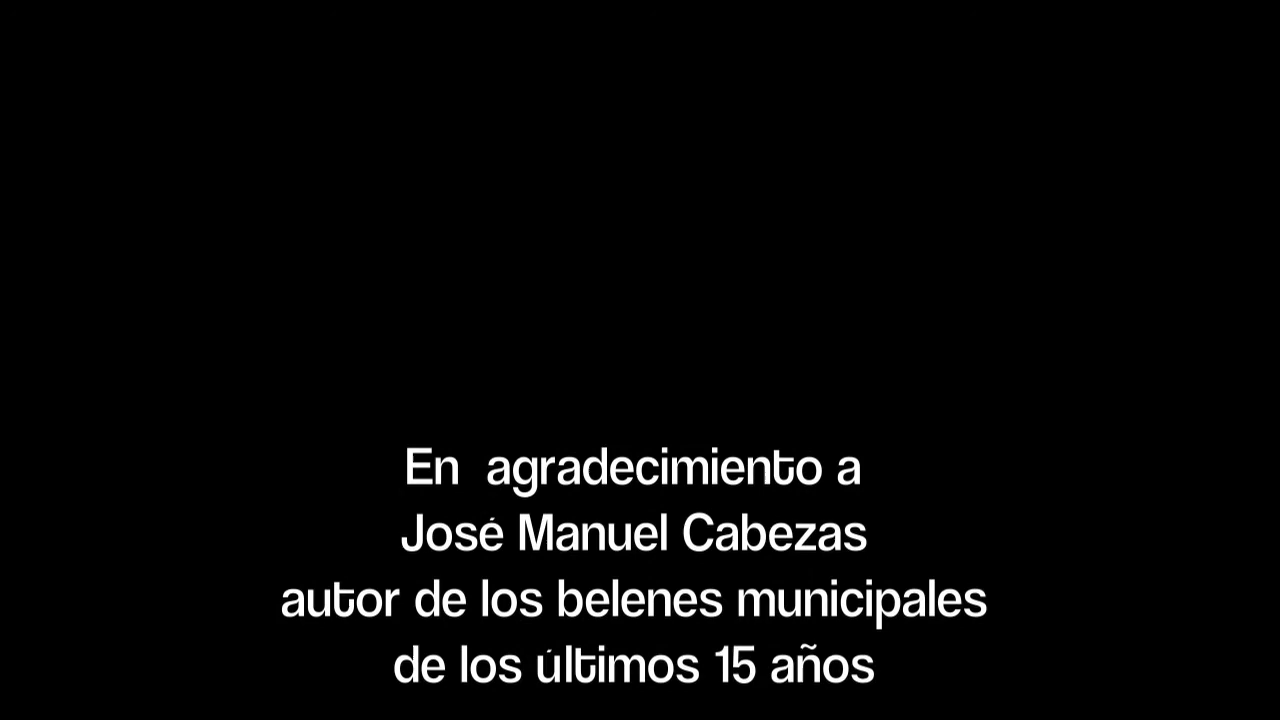 En  agradecimiento a
José Manuel Cabezas
autor de los belenes municipales
de los últimos 15 años